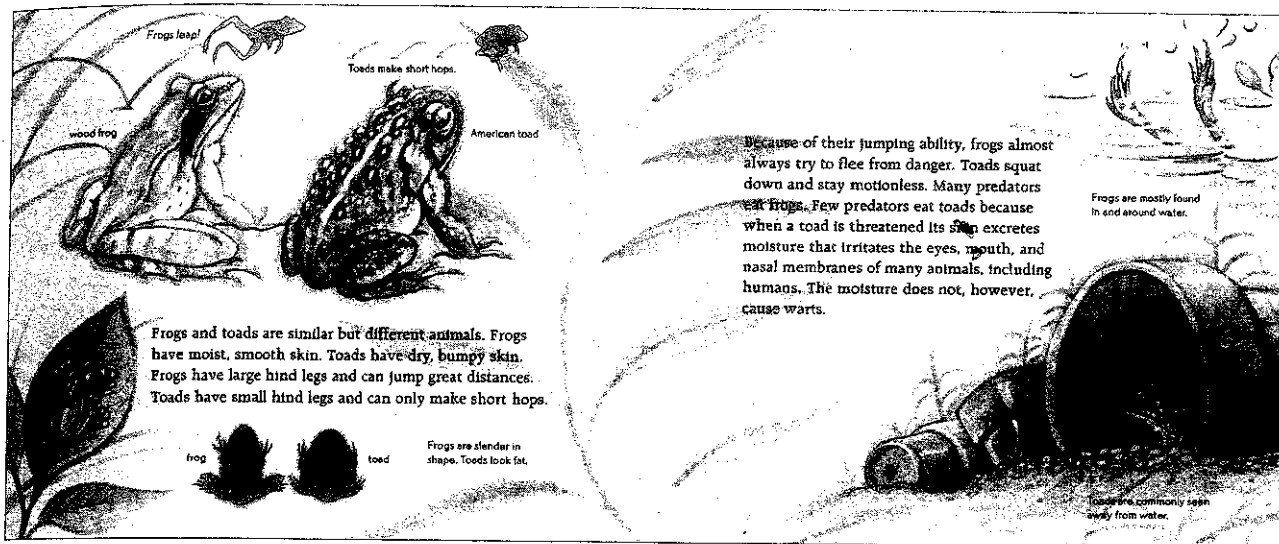 Frogs leap!
Toads make short hops.
wood frog
American toad
Frogs and toads are similar but different animals. Frogs
have moist, smooth skin. Toads have dry, bumpy skin.
Frogs have large hind legs and can jump great distances.
Toads have small hind legs and can only make short hops.
frog
toad
Frogs are slender in
shape. Toads look fat.
Because of their jumping ability, frogs almost
always try to flee from danger. Toads squat
down and stay motionless. Many predators
eat frogs. Few predators eat toads because
when a toad is threatened its skin excretes
moisture that irritates the eyes, mouth, and
nasal membranes of many animals, including
humans. The moisture does not, however,
cause warts.
Frogs are mostly found
in and around water.
Toads are commonly seen
away from water.